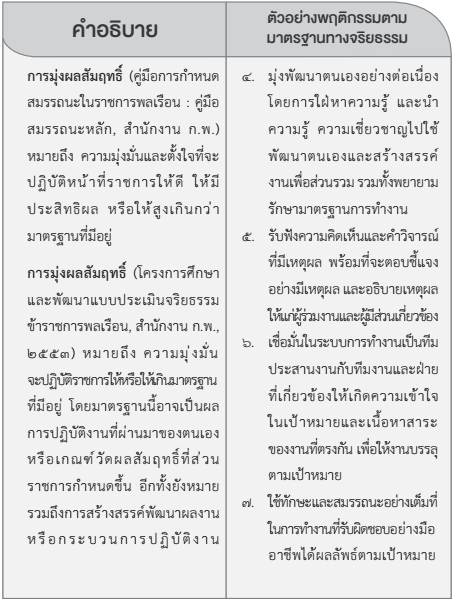 คำอธิบาย
ตัวอย่างพฤติกรรมตาม
มาตรฐานทางจริยธรรม
การมุ่งผลสัมฤทธิ์ (คู่มือการกำหนด
สมรรถนะในราชการพลเรือน : คู่มือ
สมรรถนะหลัก, สำนักงาน ก.พ.)
หมายถึง ความมุ่งมั่นและตั้งใจที่จะ
ปฏิบัติหน้าที่ราชการให้ดี ให้มี
ประสิทธิผล หรือให้สูงเกินกว่า
มาตรฐานที่มีอยู่
การมุ่งผลสัมฤทธิ์ (โครงการศึกษา
และพัฒนาแบบประเมินจริยธรรม
ข้าราชการพลเรือน, สำนักงาน ก.พ.,
๒๕๕๓) หมายถึง ความมุ่งมั่น
จะปฏิบัติราชการให้หรือให้เกินมาตรฐาน
ที่มีอยู่ โดยมาตรฐานนี้อาจเป็นผล
การปฏิบัติงานที่ผ่านมาของตนเอง
หรือเกณฑ์วัดผลสัมฤทธิ์ที่ส่วน
ราชการกำหนดขึ้น อีกทั้งยังหมาย
รวมถึงการสร้างสรรค์พัฒนาผลงาน
หรือกระบวนการปฏิบัติงาน
๔. มุ่งพัฒนาตนเองอย่างต่อเนื่อง
โดยการใฝ่หาความรู้ และนำ
ความรู้ ความเชี่ยวชาญไปใช้
พัฒนาตนเองและสร้างสรรค์
งานเพื่อส่วนรวม รวมทั้งพยายาม
รักษามาตรฐานการทำงาน
๕. รับฟังความคิดเห็นและคำวิจารณ์
ที่มีเหตุผล พร้อมที่จะตอบชี้แจง
อย่างมีเหตุผล และอธิบายเหตุผล
ให้แก่ผู้ร่วมงานและผู้มีส่วนเกี่ยวข้อง
๖. เชื่อมั่นในระบบการทำงานเป็นทีม
ประสานงานกับทีมงานและฝ่าย
ที่เกี่ยวข้องให้เกิดความเข้าใจ
ในเป้าหมายและเนื้อหาสาระ
ของงานที่ตรงกัน เพื่อให้งานบรรลุ
ตามเป้าหมาย
๗. ใช้ทักษะและสมรรถนะอย่างเต็มที่
ในการทำงานที่รับผิดชอบอย่างมือ
อาชีพได้ผลลัพธ์ตามเป้าหมาย